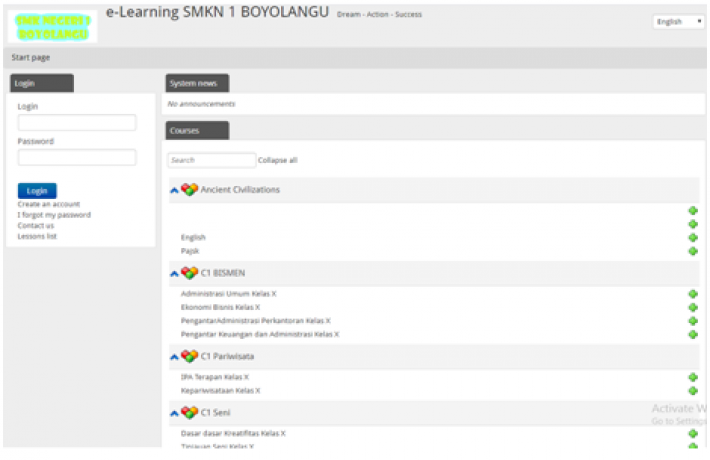 SMK NEGERI 1
BOYOLANGU
e-Learning SMKN 1 BOYOLANGU Dream - Action - Success
English
Start page
Login
Login
Password
Login
Create an account
I forgot my password
Contact us
Lessons list
System news
No announcements
Courses
Search Collapse all
Ancient Civilizations
English
Pajsk
C1 BISMEN
Administrasi Umum Kelas X
Ekonomi Bisnis Kelas X
PengantarAdministrasi Perkantoran Kelas X
Pengantar Keuangan dan Administrasi Kelas X
C1 Pariwisata
IPA Terapan Kelas X
Kepariwisataan Kelas X
C1 Seni
Dasar dasar Kreatifitas Kelas X
Tinjauan Seni Kelas X
Activate W
Go to Settings